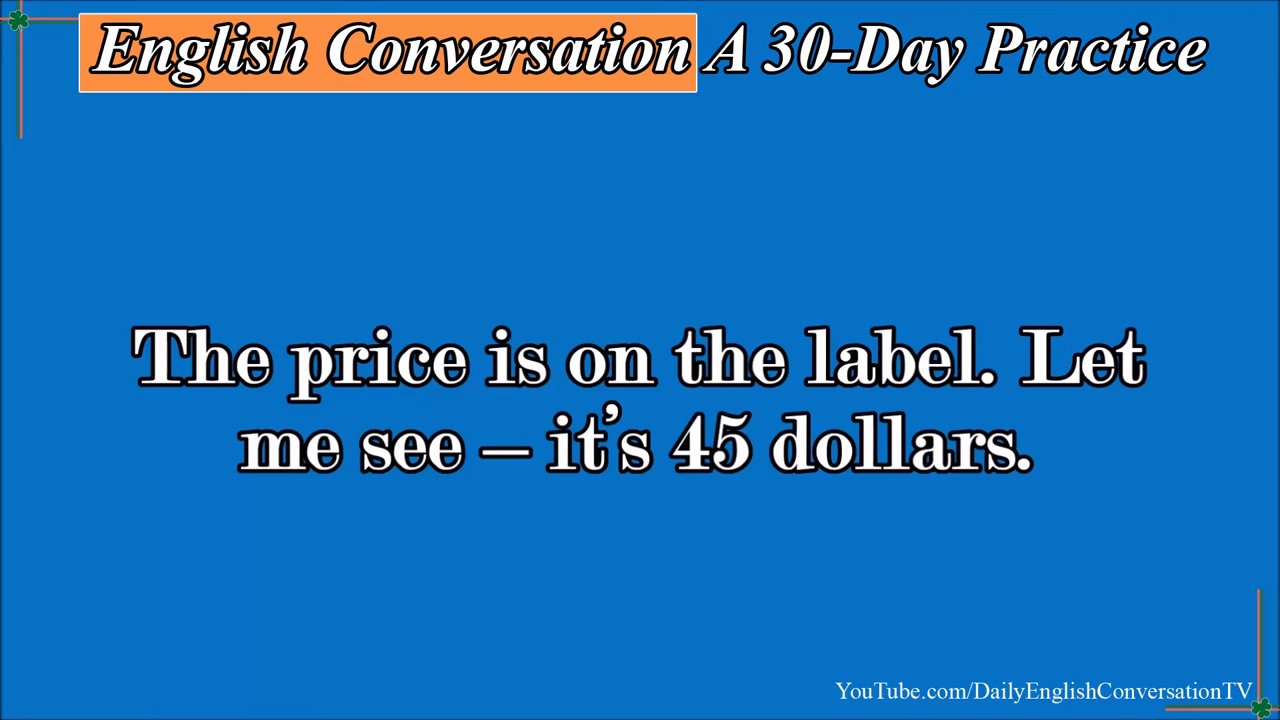 English Conversation A 30-Day Practice
The price is on the label. Let
me see – it’s 45 dollars.
YouTube.com/DailyEnglishConversationTV